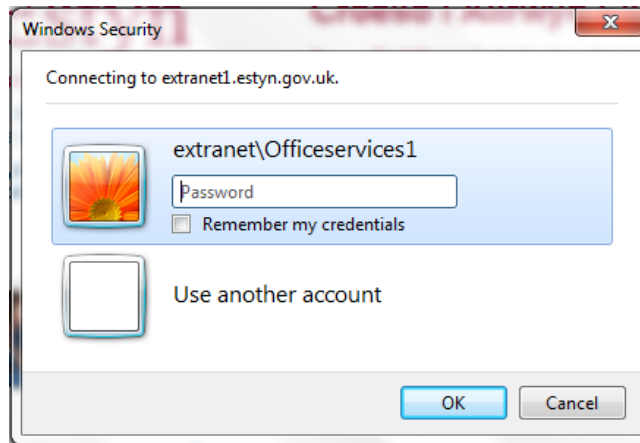 Windows Security
Connecting to extranet1.estyn.gov.uk.
extranet\Officeservices1
Password
Remember my credentials
Use another account
OK
Cancel